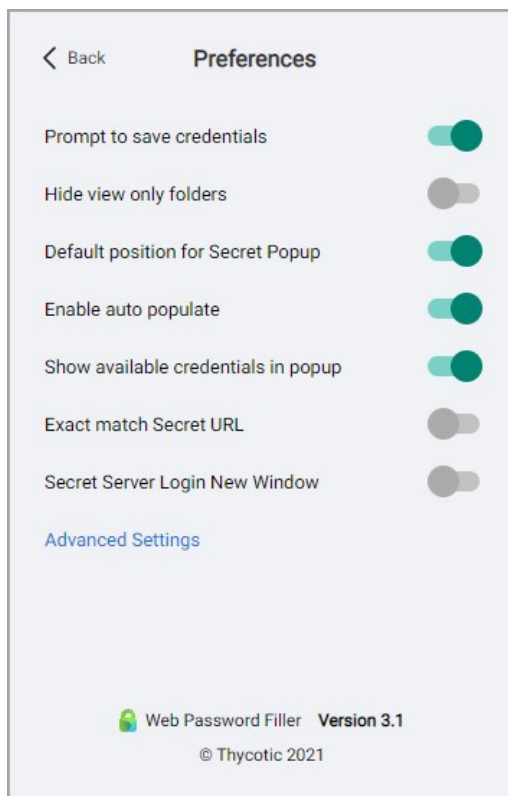 Back Preferences
Prompt to save credentials
Hide view only folders
Default position for Secret Popup
Enable auto populate
Show available credentials in popup
Exact match Secret URL
Secret Server Login New Window
Advanced Settings
Web Password Filler Version 3.1
© Thycotic 2021